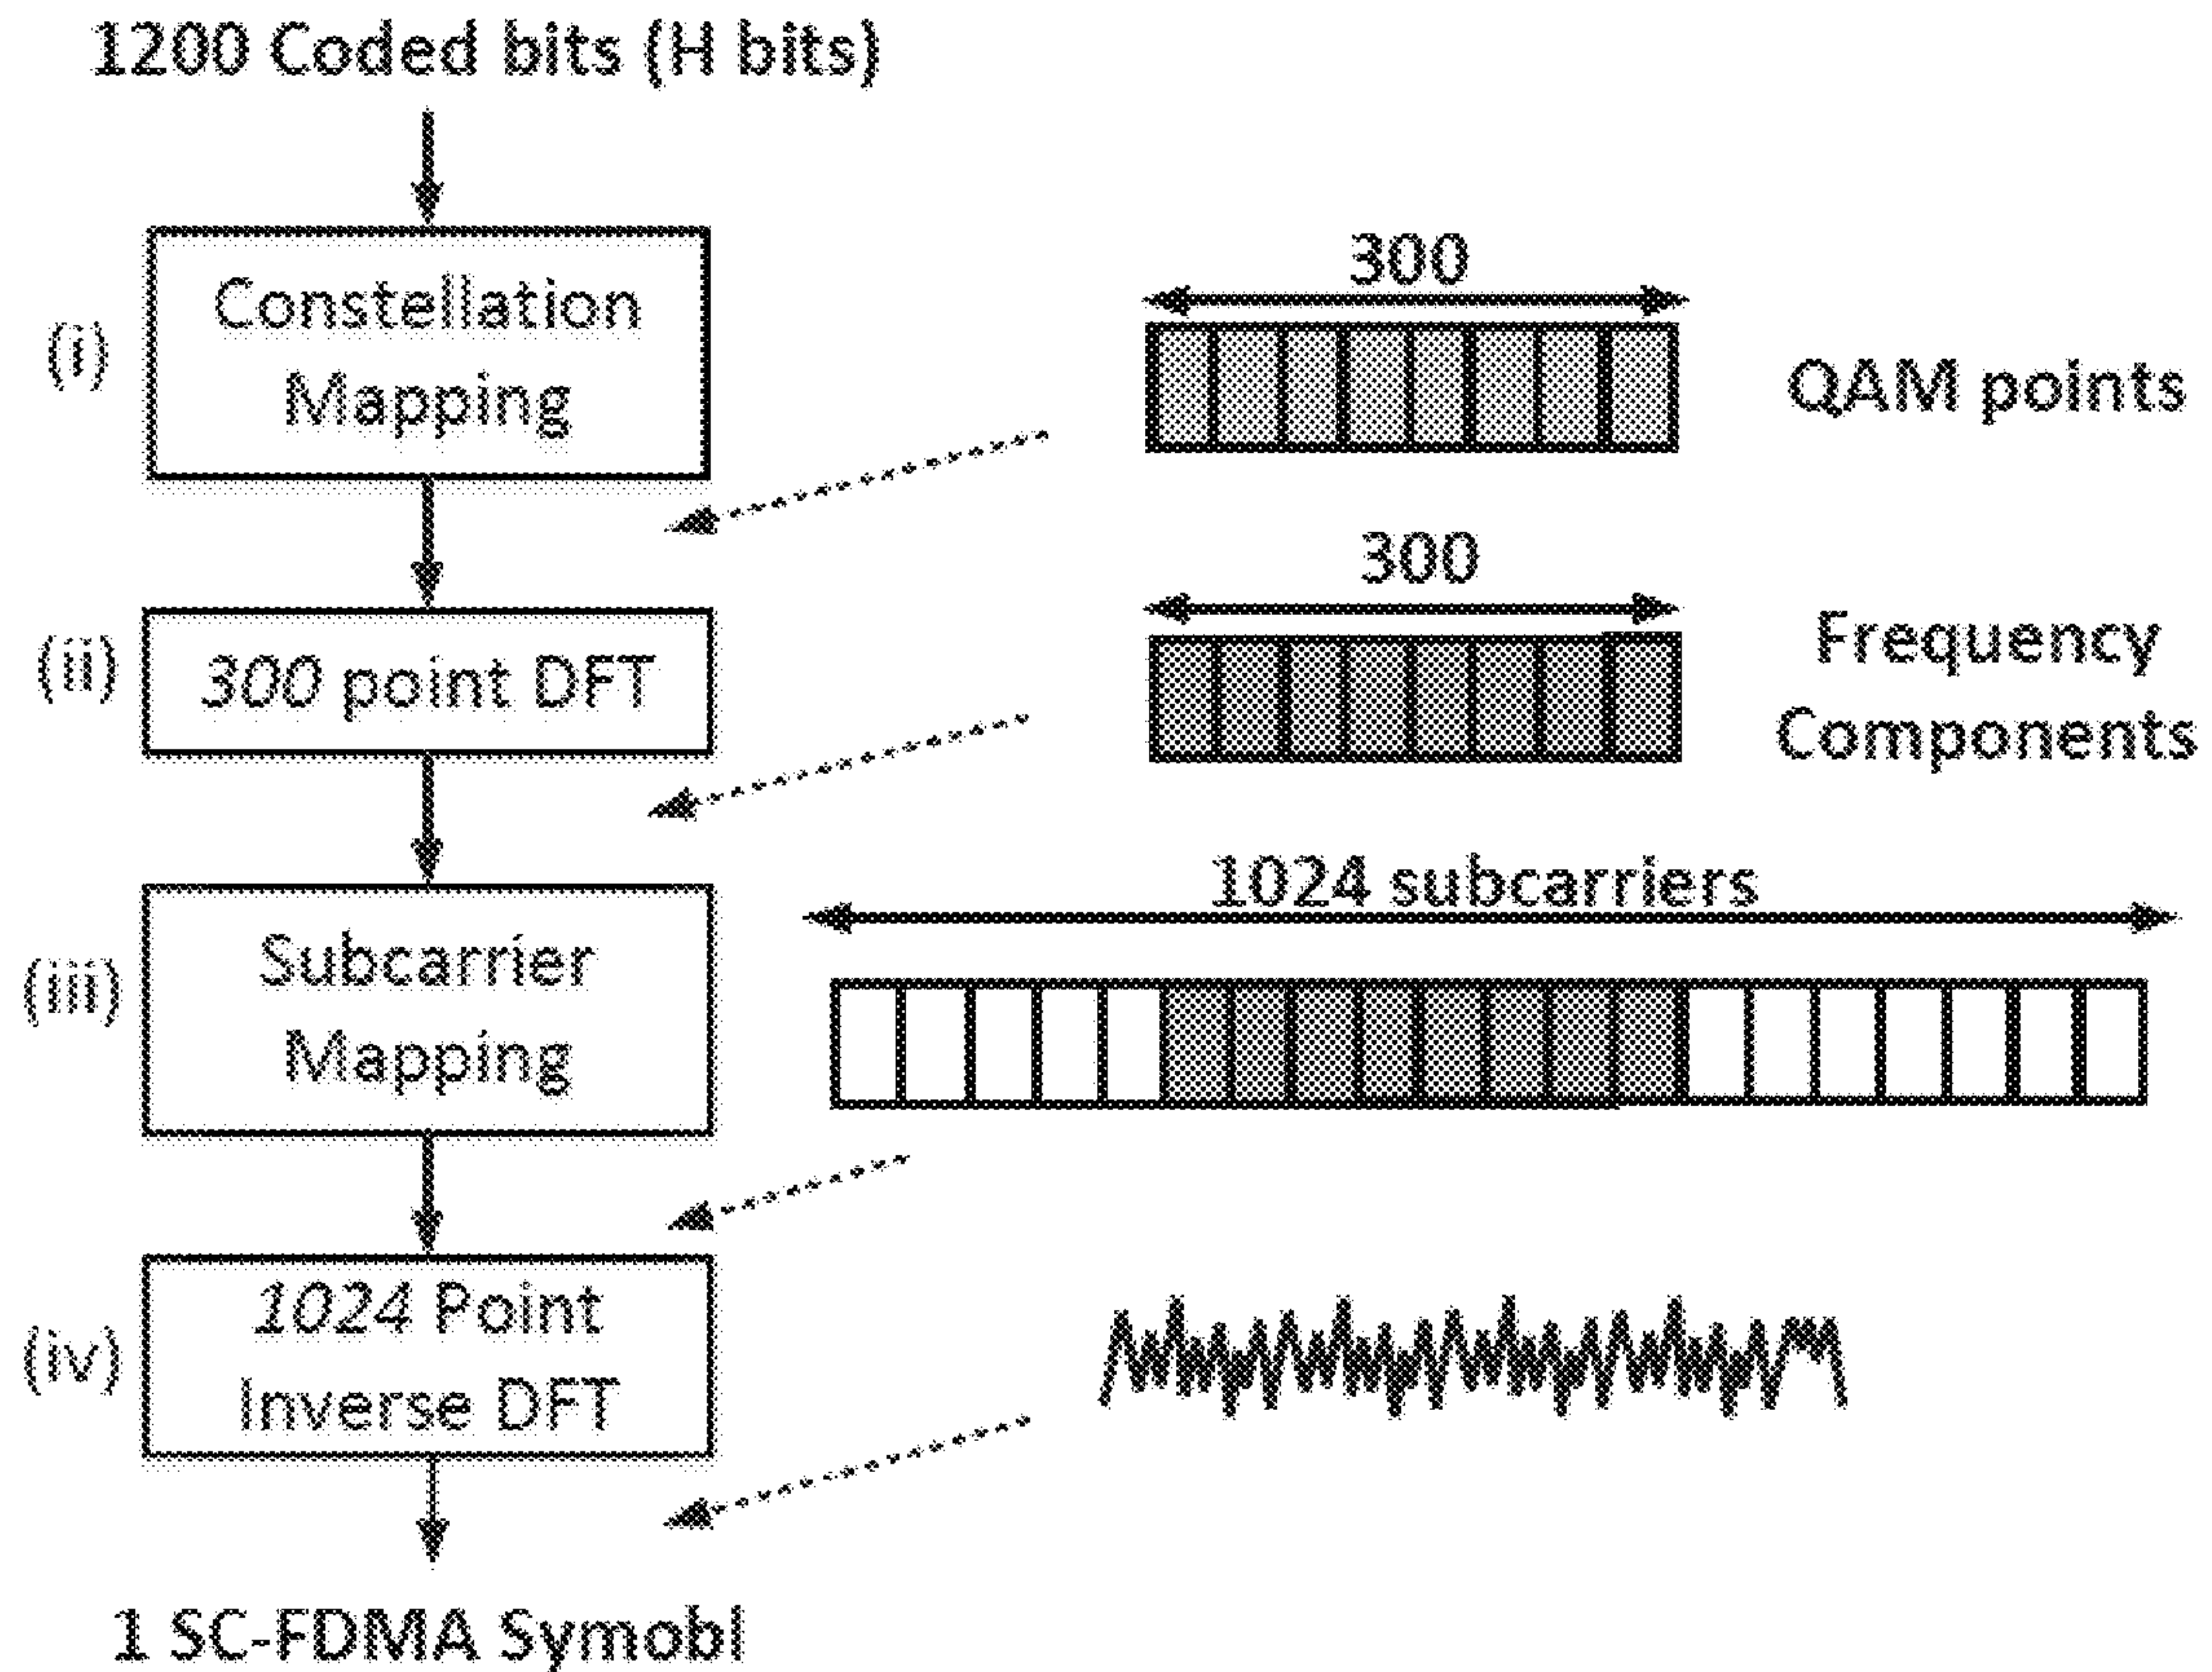 1200 Coded bits (H bits)
(i)
Constellation
Mapping
300
QAM points
(ii)
300 point DFT
300
Frequency
Components
(iii)
Subcarrier
Mapping
1024 subcarriers
(iv)
1024 Point
Inverse DFT
1 SC-FDMA Symobl